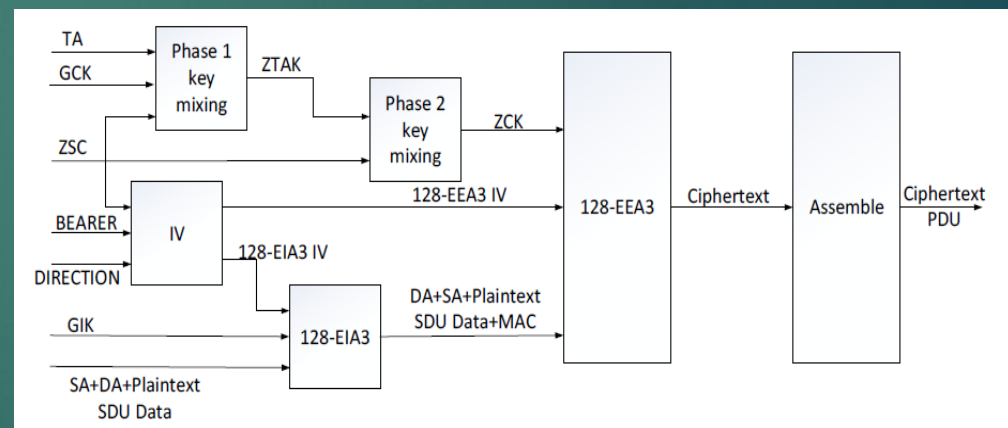 TA
GCK
Phase 1
key
mixing
ZTAK
Phase 2
key
mixing
ZCK
ZSC
128-EEA3 IV
BEARER
IV
128-EIA3 IV
DIRECTION
128-EEA3
Ciphertext
Assemble
Ciphertext
PDU
GIK
128-EIA3
DA+SA+Plaintext
SDU Data+MAC
SA+DA+Plaintext
SDU Data